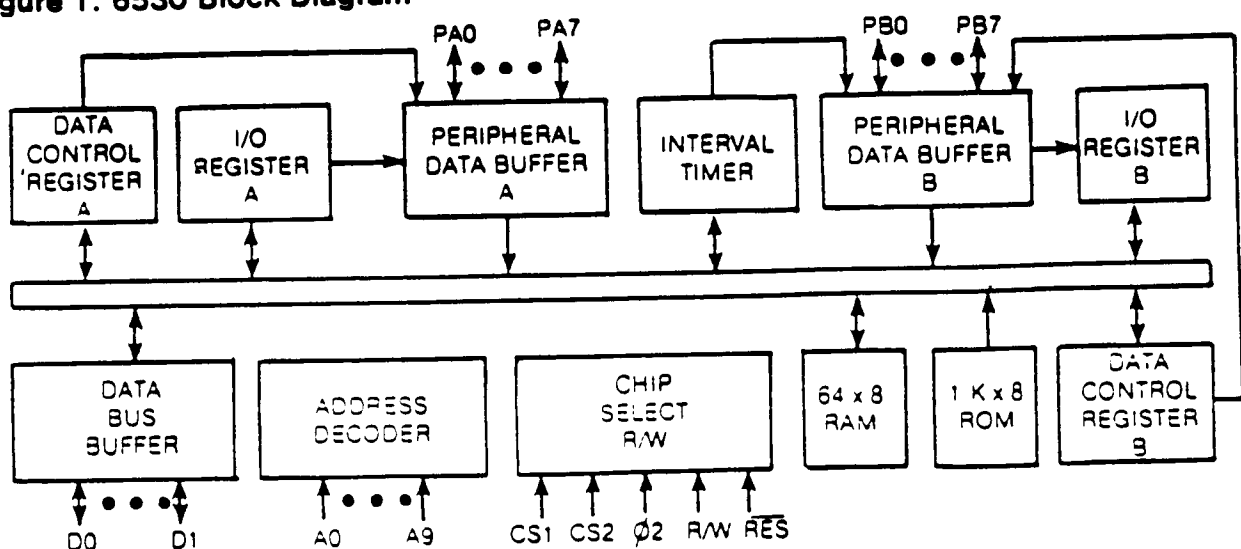 Figure 1. 6530 Block Diagram
PA0 PA7
PB0 PB7
DATA
CONTROL
REGISTER
A
I/O
REGISTER
A
PERIPHERAL
DATA BUFFER
A
INTERVAL
TIMER
PERIPHERAL
DATA BUFFER
B
I/O
REGISTER
B
DATA
BUS
BUFFER
ADDRESS
DECODER
CHIP
SELECT
R/W
64 x 8
RAM
1 K x 8
ROM
DATA
CONTROL
REGISTER
B
D0 D1
A0 A9
CS1 CS2 Ø2 R/W R̅E̅S̅